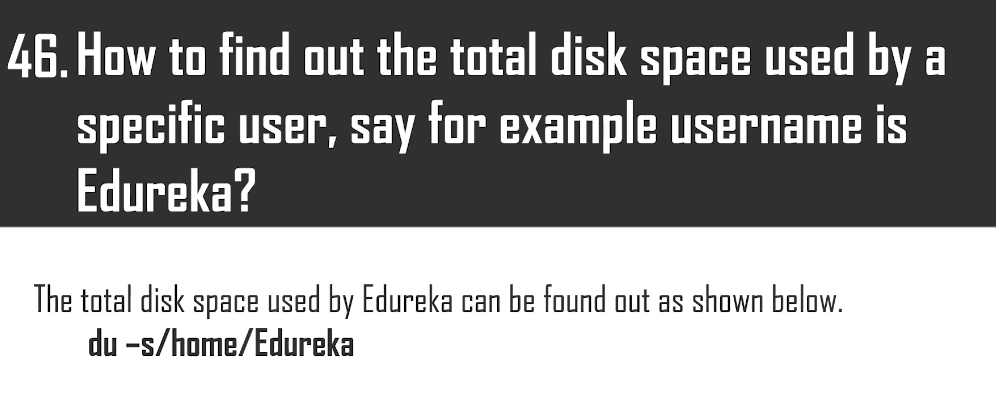 46. How to find out the total disk space used by a
specific user, say for example username is
Edureka?
The total disk space used by Edureka can be found out as shown below.
du –s/home/Edureka